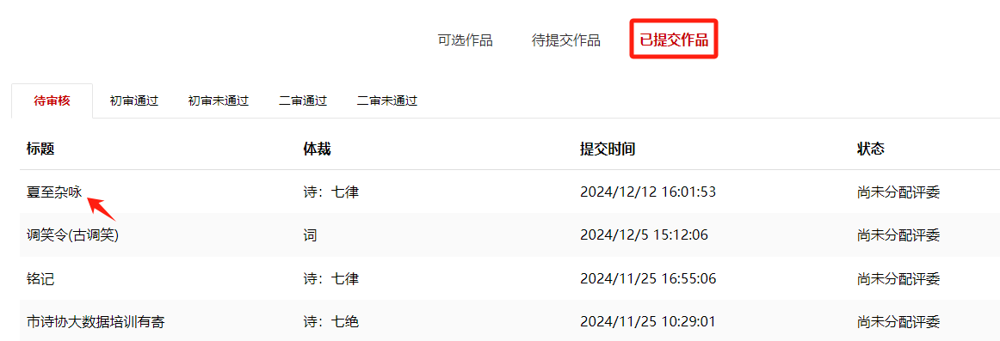 可选作品 待提交作品 已提交作品
待审核 初审通过 初审未通过 二审通过 二审未通过
标题 体裁 提交时间 状态
夏至杂咏 诗：七律 2024/12/12 16:01:53 尚未分配评委
调笑令(古调笑) 词 2024/12/5 15:12:06 尚未分配评委
铭记 诗：七律 2024/11/25 16:55:06 尚未分配评委
市诗协大数据培训有寄 诗：七绝 2024/11/25 10:29:01 尚未分配评委